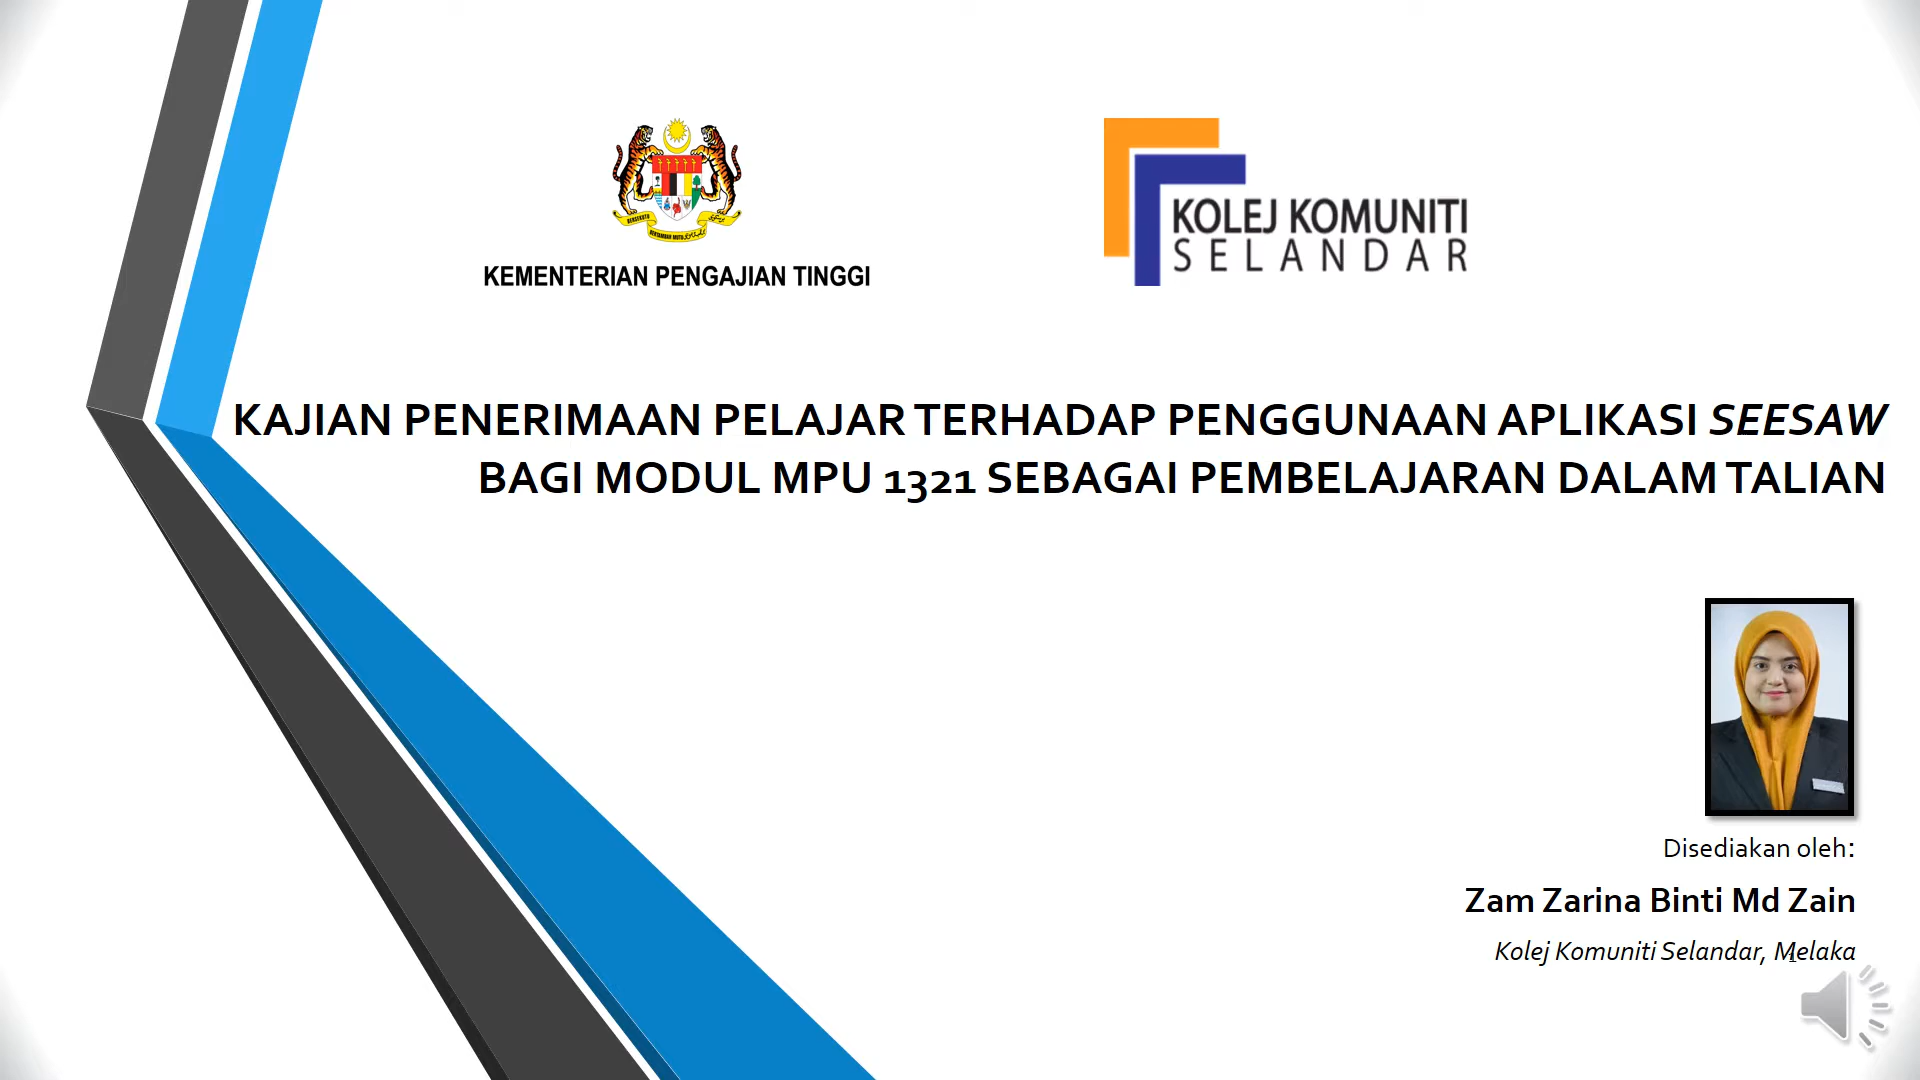 KEMENTERIAN PENGAJIAN TINGGI
KOLEJ KOMUNITI
SELANDAR
KAJIAN PENERIMAAN PELAJAR TERHADAP PENGGUNAAN APLIKASI SEESAW
BAGI MODUL MPU 1321 SEBAGAI PEMBELAJARAN DALAM TALIAN
Disediakan oleh:
Zam Zarina Binti Md Zain
Kolej Komuniti Selandar, Melaka